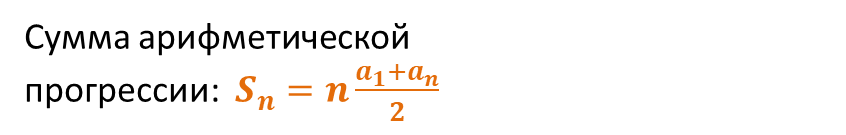 Сумма арифметической
прогрессии: Sₙ = n (a₁+aₙ)/2